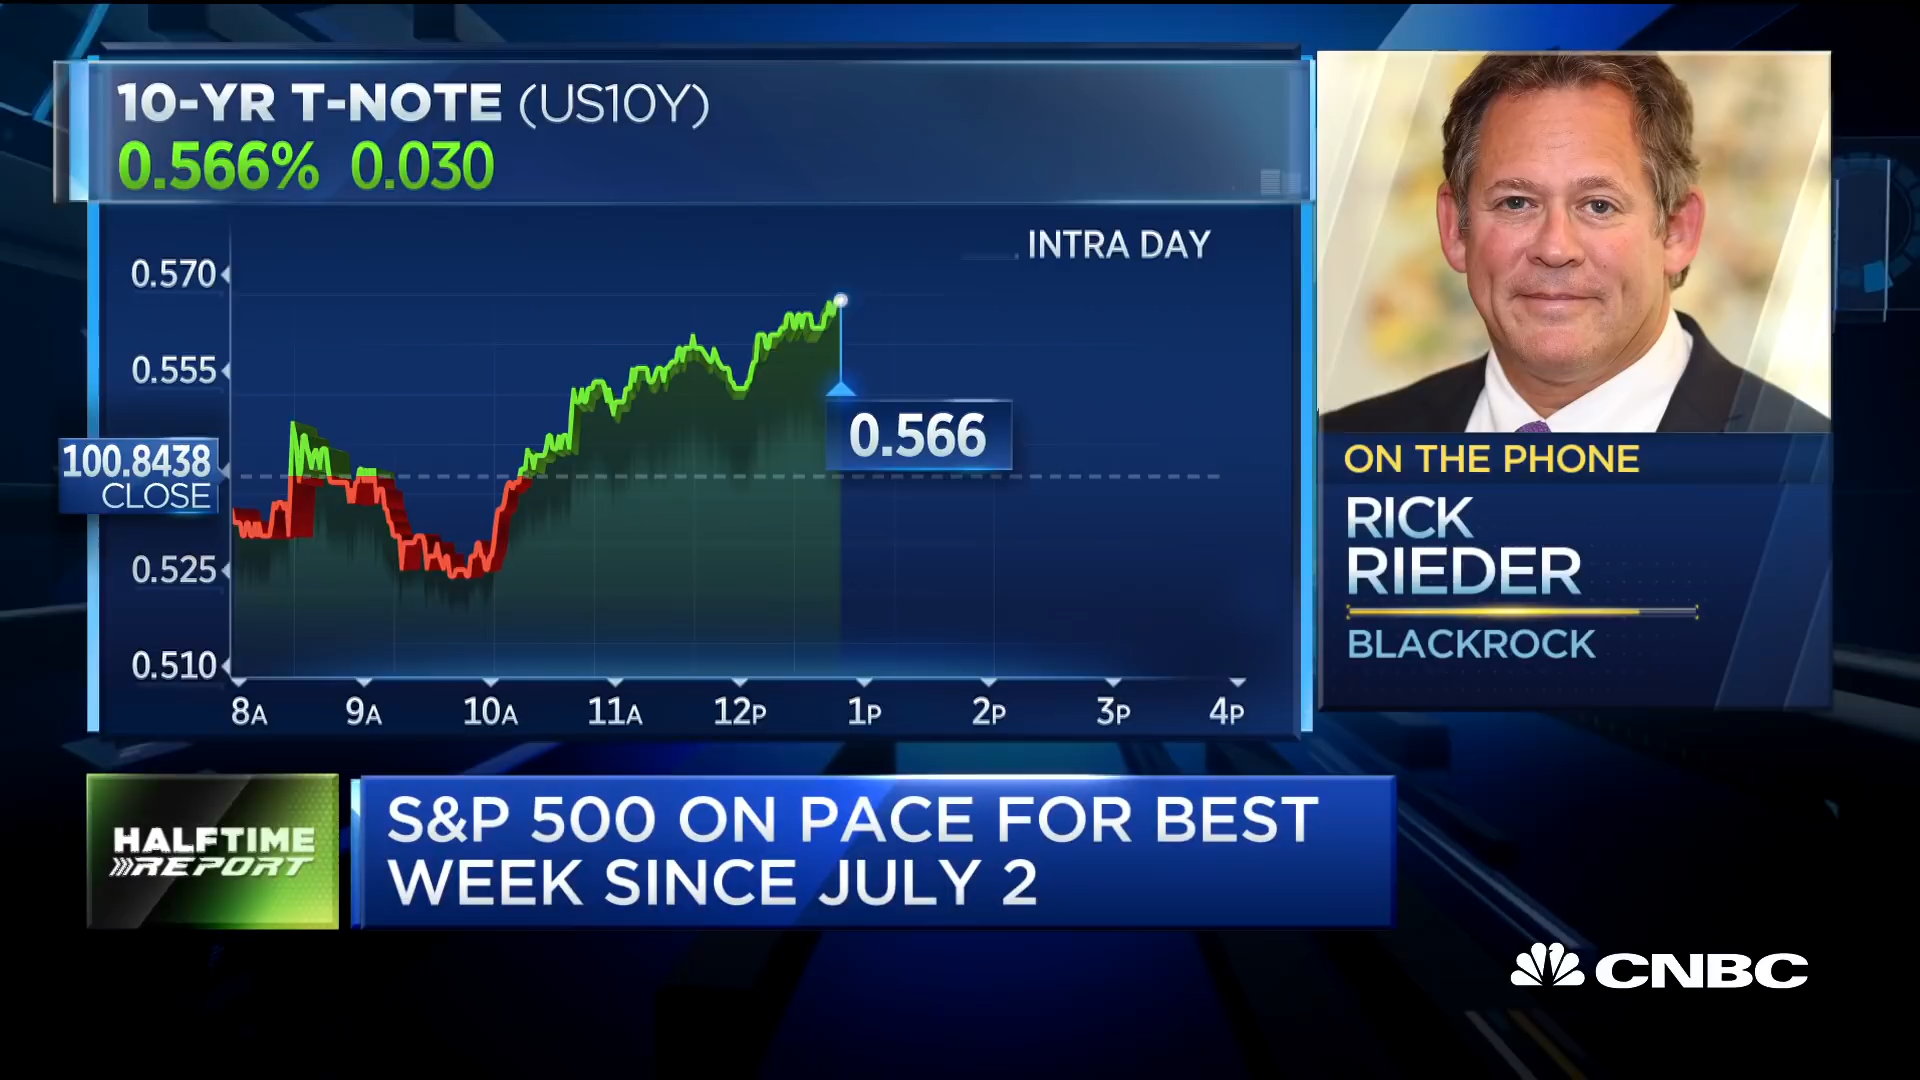 10-YR T-NOTE (US10Y)
0.566% 0.030
INTRA DAY
0.570
0.555
100.8438
CLOSE
0.525
0.510
0.566
8A 9A 10A 11A 12P 1P 2P 3P 4P
ON THE PHONE
RICK
RIEDER
BLACKROCK
HALFTIME
REPORT
S&P 500 ON PACE FOR BEST
WEEK SINCE JULY 2
CNBC